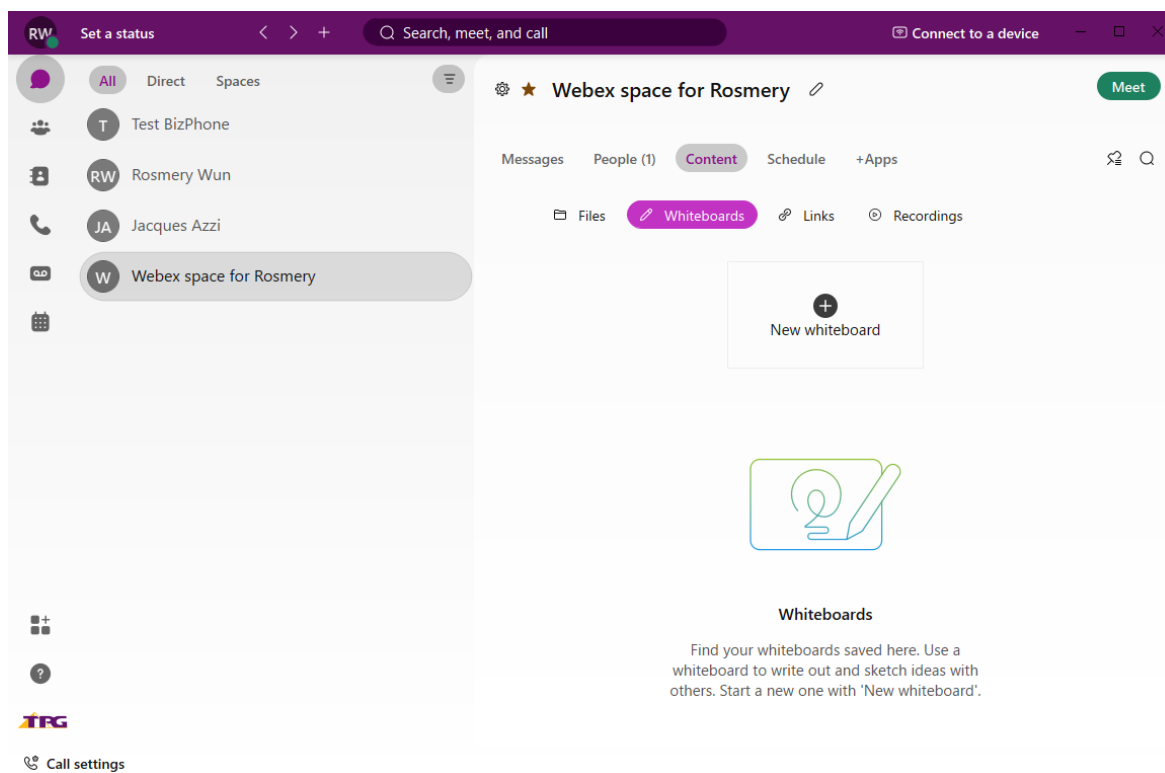 RW Set a status Search, meet, and call Connect to a device
All Direct Spaces
T Test BizPhone
RW Rosmery Wun
JA Jacques Azzi
W Webex space for Rosmery
Webex space for Rosmery Meet
Messages People (1) Content Schedule +Apps
Files Whiteboards Links Recordings
New whiteboard
Whiteboards
Find your whiteboards saved here. Use a
whiteboard to write out and sketch ideas with
others. Start a new one with 'New whiteboard'.
TPG
Call settings